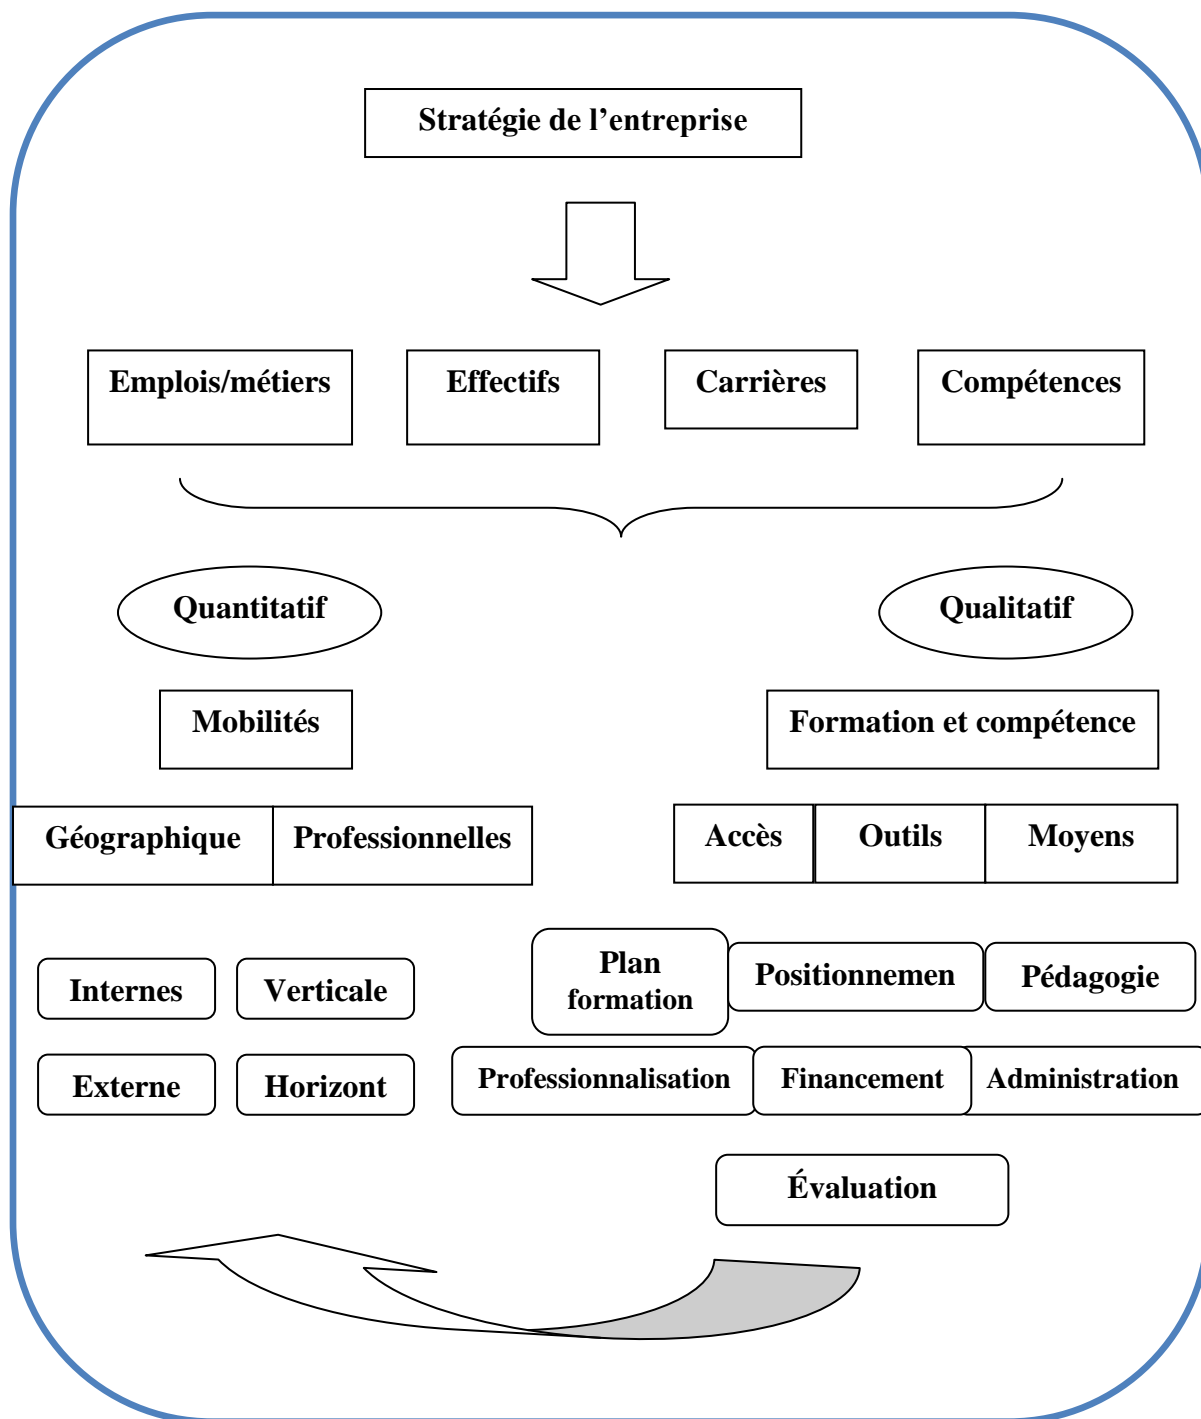 Stratégie de l’entreprise
Emplois/métiers
Effectifs
Carrières
Compétences
Quantitatif
Qualitatif
Mobilités
Formation et compétence
Géographique
Professionnelles
Accès
Outils
Moyens
Internes
Verticale
Plan
formation
Positionnemen
Pédagogie
Externe
Horizont
Professionnalisation
Financement
Administration
Évaluation